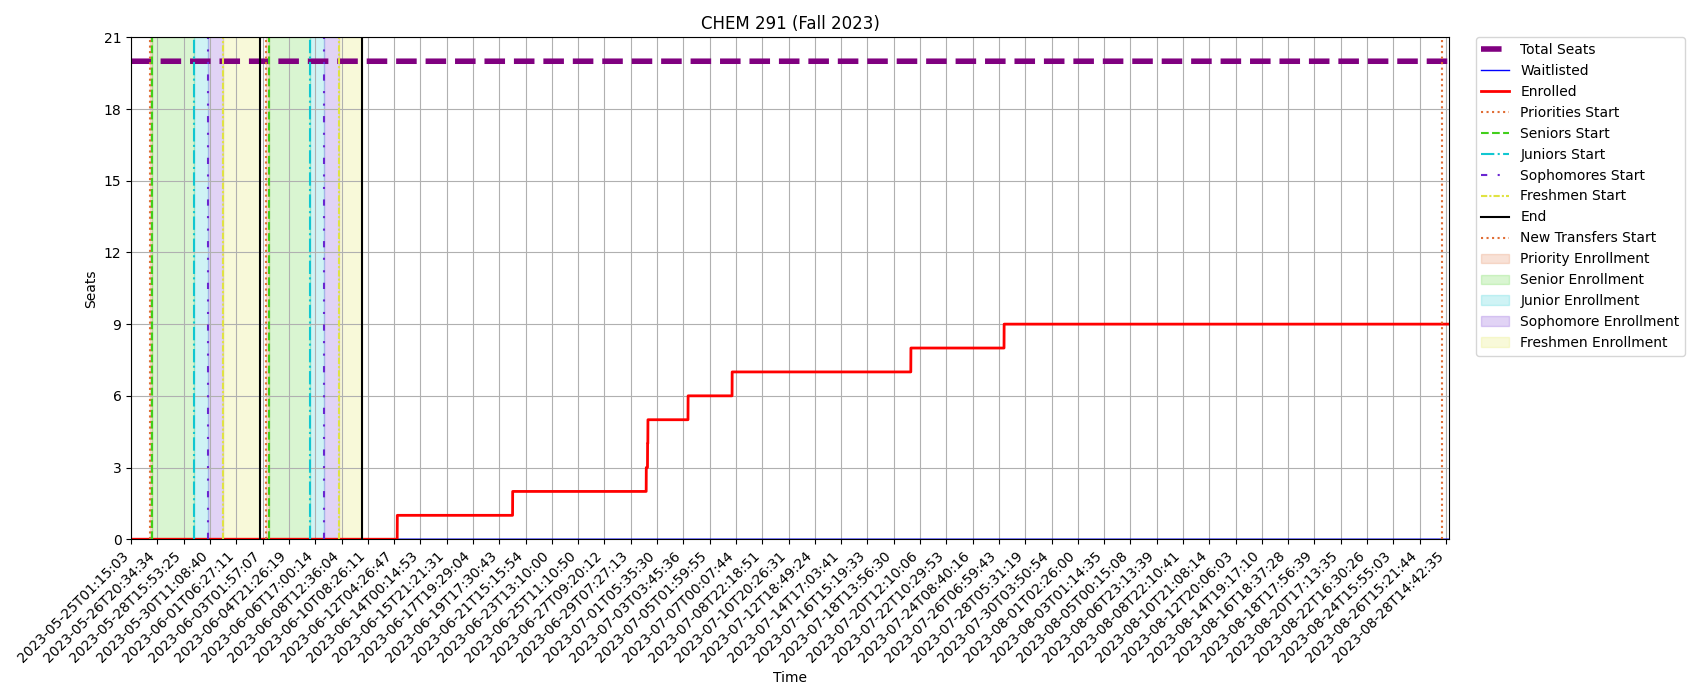 CHEM 291 (Fall 2023)
21
18
15
12
9
6
3
0
Seats
2023-05-25T01:15:03
2023-05-26T20:34:34
2023-05-28T15:53:25
2023-05-30T11:08:40
2023-06-01T06:27:11
2023-06-03T01:57:07
2023-06-04T21:26:19
2023-06-06T17:00:14
2023-06-08T12:36:04
2023-06-10T08:26:11
2023-06-12T04:26:47
2023-06-14T00:14:53
2023-06-15T21:21:31
2023-06-17T19:29:04
2023-06-19T17:30:43
2023-06-21T15:15:54
2023-06-23T13:10:00
2023-06-25T11:10:50
2023-06-27T09:20:12
2023-06-29T07:27:13
2023-07-01T05:35:30
2023-07-03T03:45:36
2023-07-05T01:59:55
2023-07-07T00:07:44
2023-07-08T22:18:51
2023-07-10T20:26:31
2023-07-12T18:49:24
2023-07-14T17:03:41
2023-07-16T15:19:33
2023-07-18T13:56:30
2023-07-20T12:10:06
2023-07-22T10:29:53
2023-07-24T08:40:16
2023-07-26T06:59:43
2023-07-28T05:31:19
2023-07-30T03:50:54
2023-08-01T02:26:00
2023-08-03T01:14:35
2023-08-05T00:15:08
2023-08-06T23:13:39
2023-08-08T22:10:41
2023-08-10T21:08:14
2023-08-12T20:06:03
2023-08-14T19:17:10
2023-08-16T18:37:28
2023-08-18T17:56:39
2023-08-20T17:13:35
2023-08-22T16:30:26
2023-08-24T15:55:03
2023-08-26T15:21:44
2023-08-28T14:42:35
Time
Total Seats
Waitlisted
Enrolled
Priorities Start
Seniors Start
Juniors Start
Sophomores Start
Freshmen Start
End
New Transfers Start
Priority Enrollment
Senior Enrollment
Junior Enrollment
Sophomore Enrollment
Freshmen Enrollment